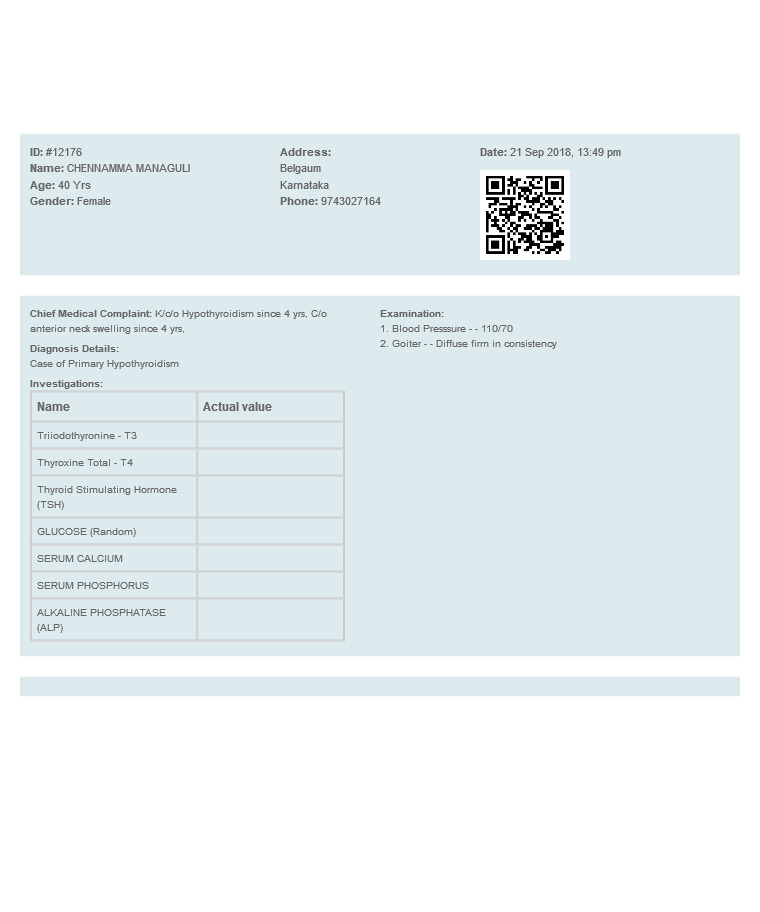 ID: #12176
Name: CHENNAMMA MANAGULI
Age: 40 Yrs
Gender: Female
Address:
Belgaum
Karnataka
Phone: 9743027164
Date: 21 Sep 2018, 13:49 pm
Chief Medical Complaint: K/c/o Hypothyroidism since 4 yrs, C/o
anterior neck swelling since 4 yrs,
Diagnosis Details:
Case of Primary Hypothyroidism
Investigations:
Name Actual value
Triiodothyronine - T3
Thyroxine Total - T4
Thyroid Stimulating Hormone
(TSH)
GLUCOSE (Random)
SERUM CALCIUM
SERUM PHOSPHORUS
ALKALINE PHOSPHATASE
(ALP)
Examination:
1. Blood Presssure - - 110/70
2. Goiter - - Diffuse firm in consistency